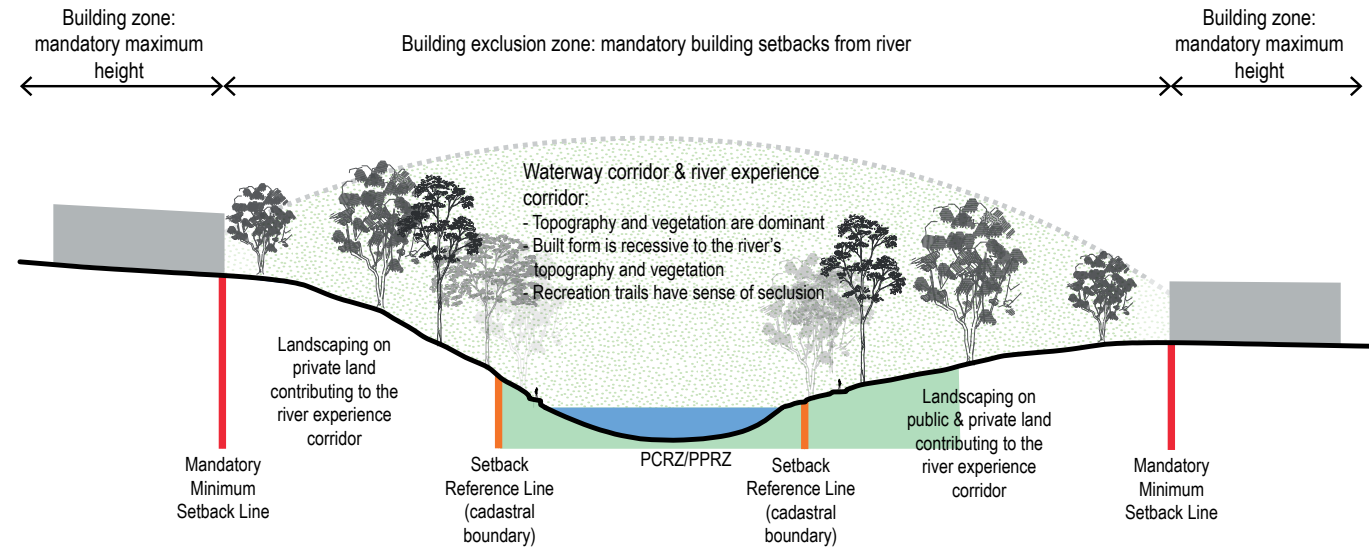 Building zone:
mandatory maximum
height
Building exclusion zone: mandatory building setbacks from river
Building zone:
mandatory maximum
height
Waterway corridor & river experience
corridor:
- Topography and vegetation are dominant
- Built form is recessive to the river's
topography and vegetation
- Recreation trails have sense of seclusion
Landscaping on
private land
contributing to the
river experience
corridor
Landscaping on
public & private land
contributing to the
river experience
corridor
Mandatory
Minimum
Setback Line
Setback
Reference Line
(cadastral
boundary)
PCRZ/PPRZ
Setback
Reference Line
(cadastral
boundary)
Mandatory
Minimum
Setback Line